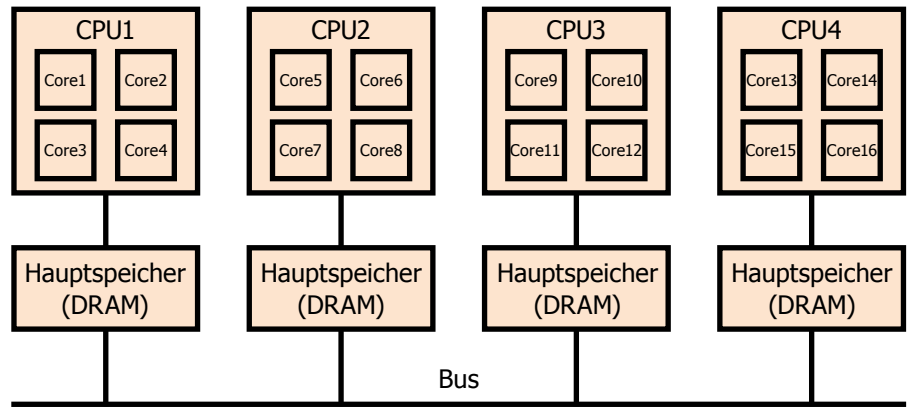 CPU1
Core1 Core2
Core3 Core4
CPU2
Core5 Core6
Core7 Core8
CPU3
Core9 Core10
Core11 Core12
CPU4
Core13 Core14
Core15 Core16
Hauptspeicher
(DRAM)
Hauptspeicher
(DRAM)
Hauptspeicher
(DRAM)
Hauptspeicher
(DRAM)
Bus